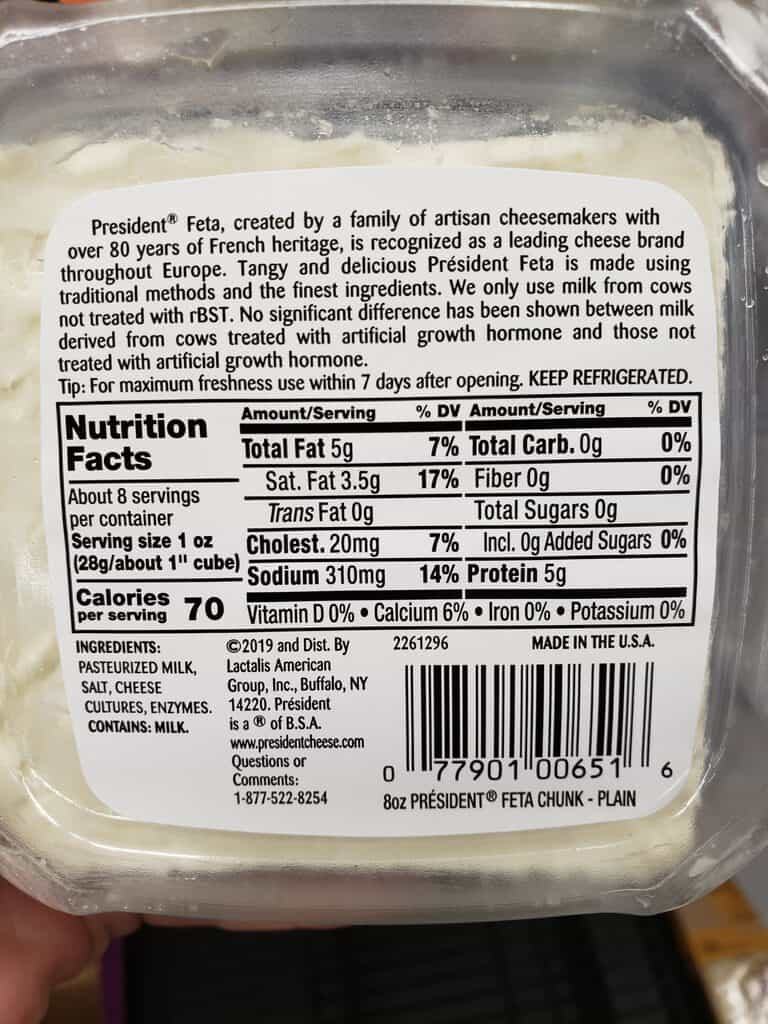 President® Feta, created by a family of artisan cheesemakers with
over 80 years of French heritage, is recognized as a leading cheese brand
throughout Europe. Tangy and delicious Président Feta is made using
traditional methods and the finest ingredients. We only use milk from cows
not treated with rBST. No significant difference has been shown between milk
derived from cows treated with artificial growth hormone and those not
treated with artificial growth hormone.
Tip: For maximum freshness use within 7 days after opening. KEEP REFRIGERATED.
Nutrition
Facts
About 8 servings
per container
Serving size 1 oz
(28g/about 1" cube)
Calories
per serving 70
Amount/Serving % DV
Total Fat 5g 7%
Sat. Fat 3.5g 17%
Trans Fat 0g
Cholest. 20mg 7%
Sodium 310mg 14%
Amount/Serving % DV
Total Carb. 0g 0%
Fiber 0g 0%
Total Sugars 0g
Incl. 0g Added Sugars 0%
Protein 5g
Vitamin D 0% • Calcium 6% • Iron 0% • Potassium 0%
INGREDIENTS:
PASTEURIZED MILK,
SALT, CHEESE
CULTURES, ENZYMES.
CONTAINS: MILK.
©2019 and Dist. By
Lactalis American
Group, Inc., Buffalo, NY
14220. Président
is a ® of B.S.A.
www.presidentcheese.com
Questions or
Comments:
1-877-522-8254
2261296 MADE IN THE U.S.A.
0 77901 00651 6
8oz PRÉSIDENT® FETA CHUNK - PLAIN